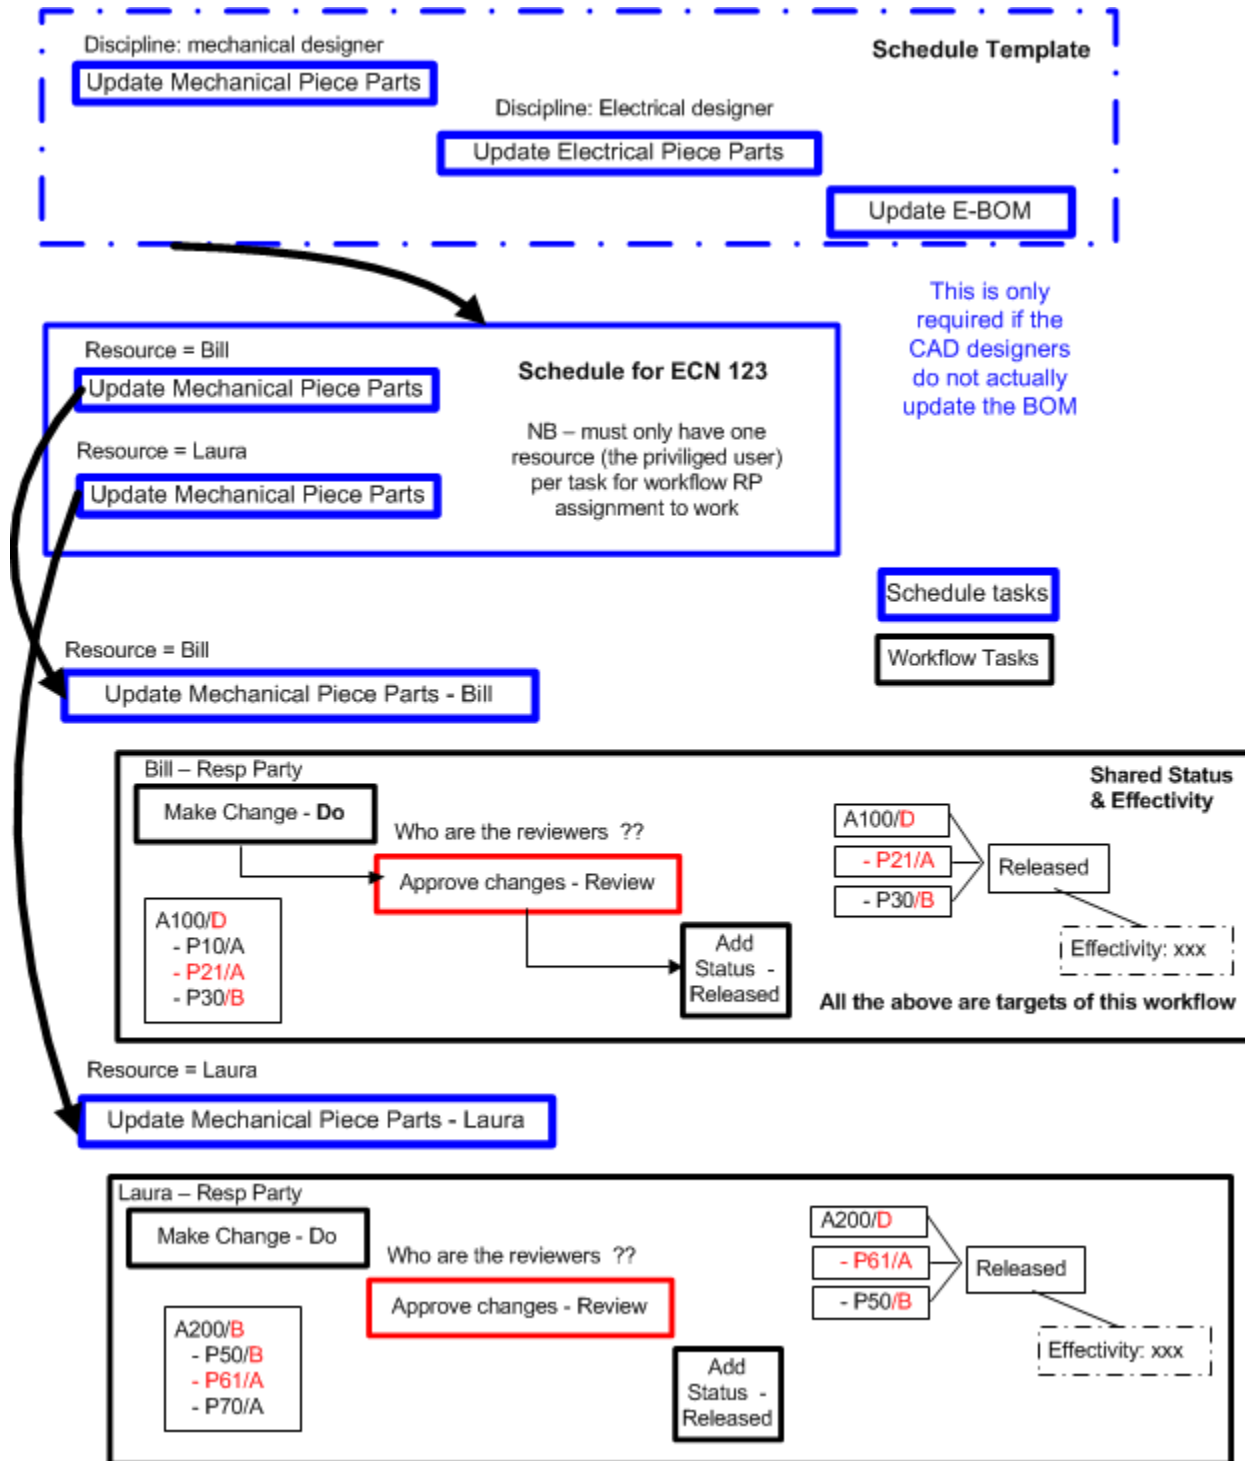 Discipline: mechanical designer
Schedule Template
Update Mechanical Piece Parts
Discipline: Electrical designer
Update Electrical Piece Parts
Update E-BOM
This is only
required if the
CAD designers
do not actually
update the BOM
Resource = Bill
Schedule for ECN 123
Update Mechanical Piece Parts
NB – must only have one
resource (the priviliged user)
per task for workflow RP
assignment to work
Resource = Laura
Update Mechanical Piece Parts
Schedule tasks
Workflow Tasks
Resource = Bill
Update Mechanical Piece Parts - Bill
Bill – Resp Party
Shared Status
& Effectivity
Make Change - Do
Who are the reviewers ??
Approve changes - Review
A100/D
- P10/A
- P21/A
- P30/B
Add
Status -
Released
A100/D
- P21/A
- P30/B
Released
Effectivity: xxx
All the above are targets of this workflow
Resource = Laura
Update Mechanical Piece Parts - Laura
Laura – Resp Party
Make Change - Do
Who are the reviewers ??
Approve changes - Review
A200/B
- P50/B
- P61/A
- P70/A
Add
Status -
Released
A200/D
- P61/A
- P50/B
Released
Effectivity: xxx